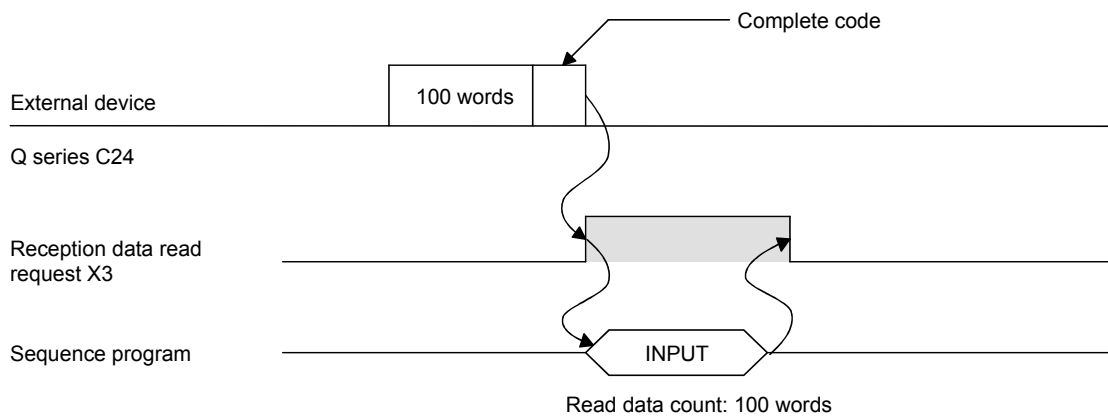 Complete code
100 words
External device
Q series C24
Reception data read
request X3
Sequence program
INPUT
Read data count: 100 words